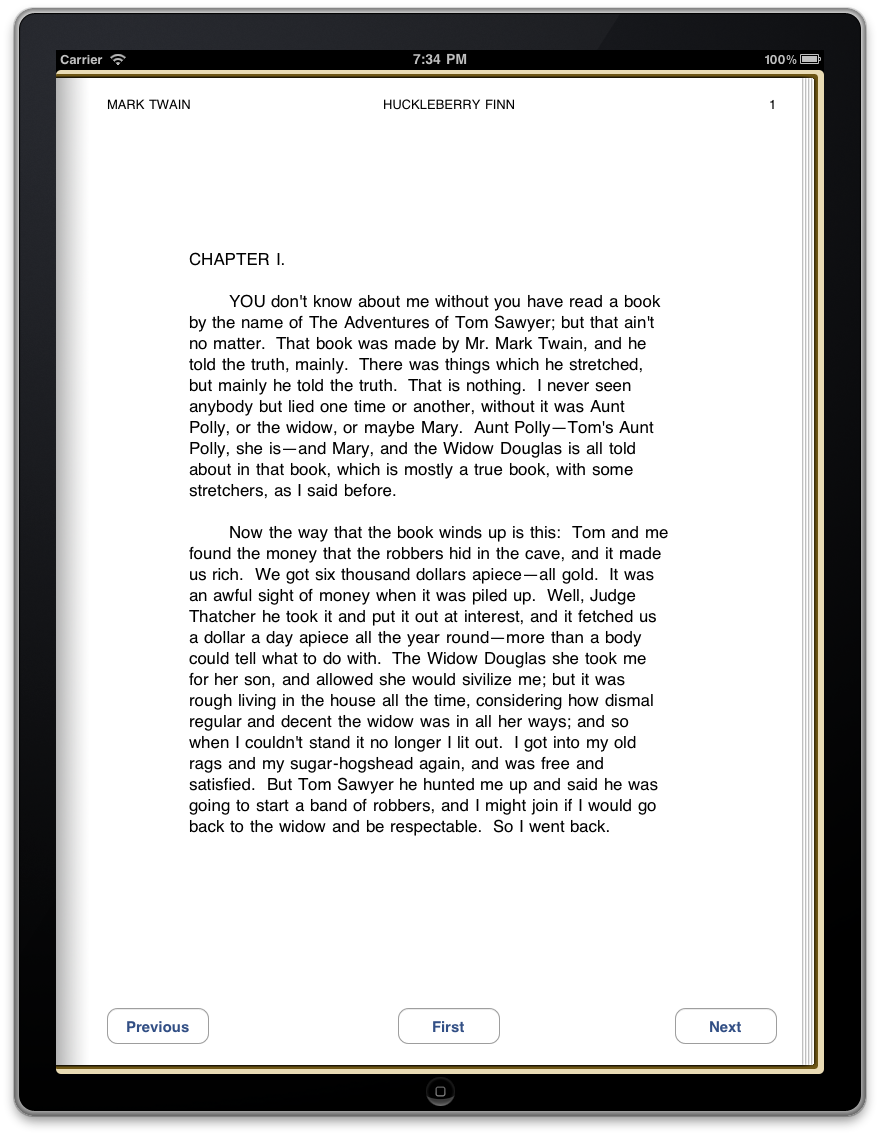 Carrier 7:34 PM 100%
MARK TWAIN HUCKLEBERRY FINN 1
CHAPTER I.
YOU don't know about me without you have read a book
by the name of The Adventures of Tom Sawyer; but that ain't
no matter.  That book was made by Mr. Mark Twain, and he
told the truth, mainly.  There was things which he stretched,
but mainly he told the truth.  That is nothing.  I never seen
anybody but lied one time or another, without it was Aunt
Polly, or the widow, or maybe Mary.  Aunt Polly—Tom's Aunt
Polly, she is—and Mary, and the Widow Douglas is all told
about in that book, which is mostly a true book, with some
stretchers, as I said before.
Now the way that the book winds up is this:  Tom and me
found the money that the robbers hid in the cave, and it made
us rich.  We got six thousand dollars apiece—all gold.  It was
an awful sight of money when it was piled up.  Well, Judge
Thatcher he took it and put it out at interest, and it fetched us
a dollar a day apiece all the year round—more than a body
could tell what to do with.  The Widow Douglas she took me
for her son, and allowed she would sivilize me; but it was
rough living in the house all the time, considering how dismal
regular and decent the widow was in all her ways; and so
when I couldn't stand it no longer I lit out.  I got into my old
rags and my sugar-hogshead again, and was free and
satisfied.  But Tom Sawyer he hunted me up and said he was
going to start a band of robbers, and I might join if I would go
back to the widow and be respectable.  So I went back.
Previous First Next